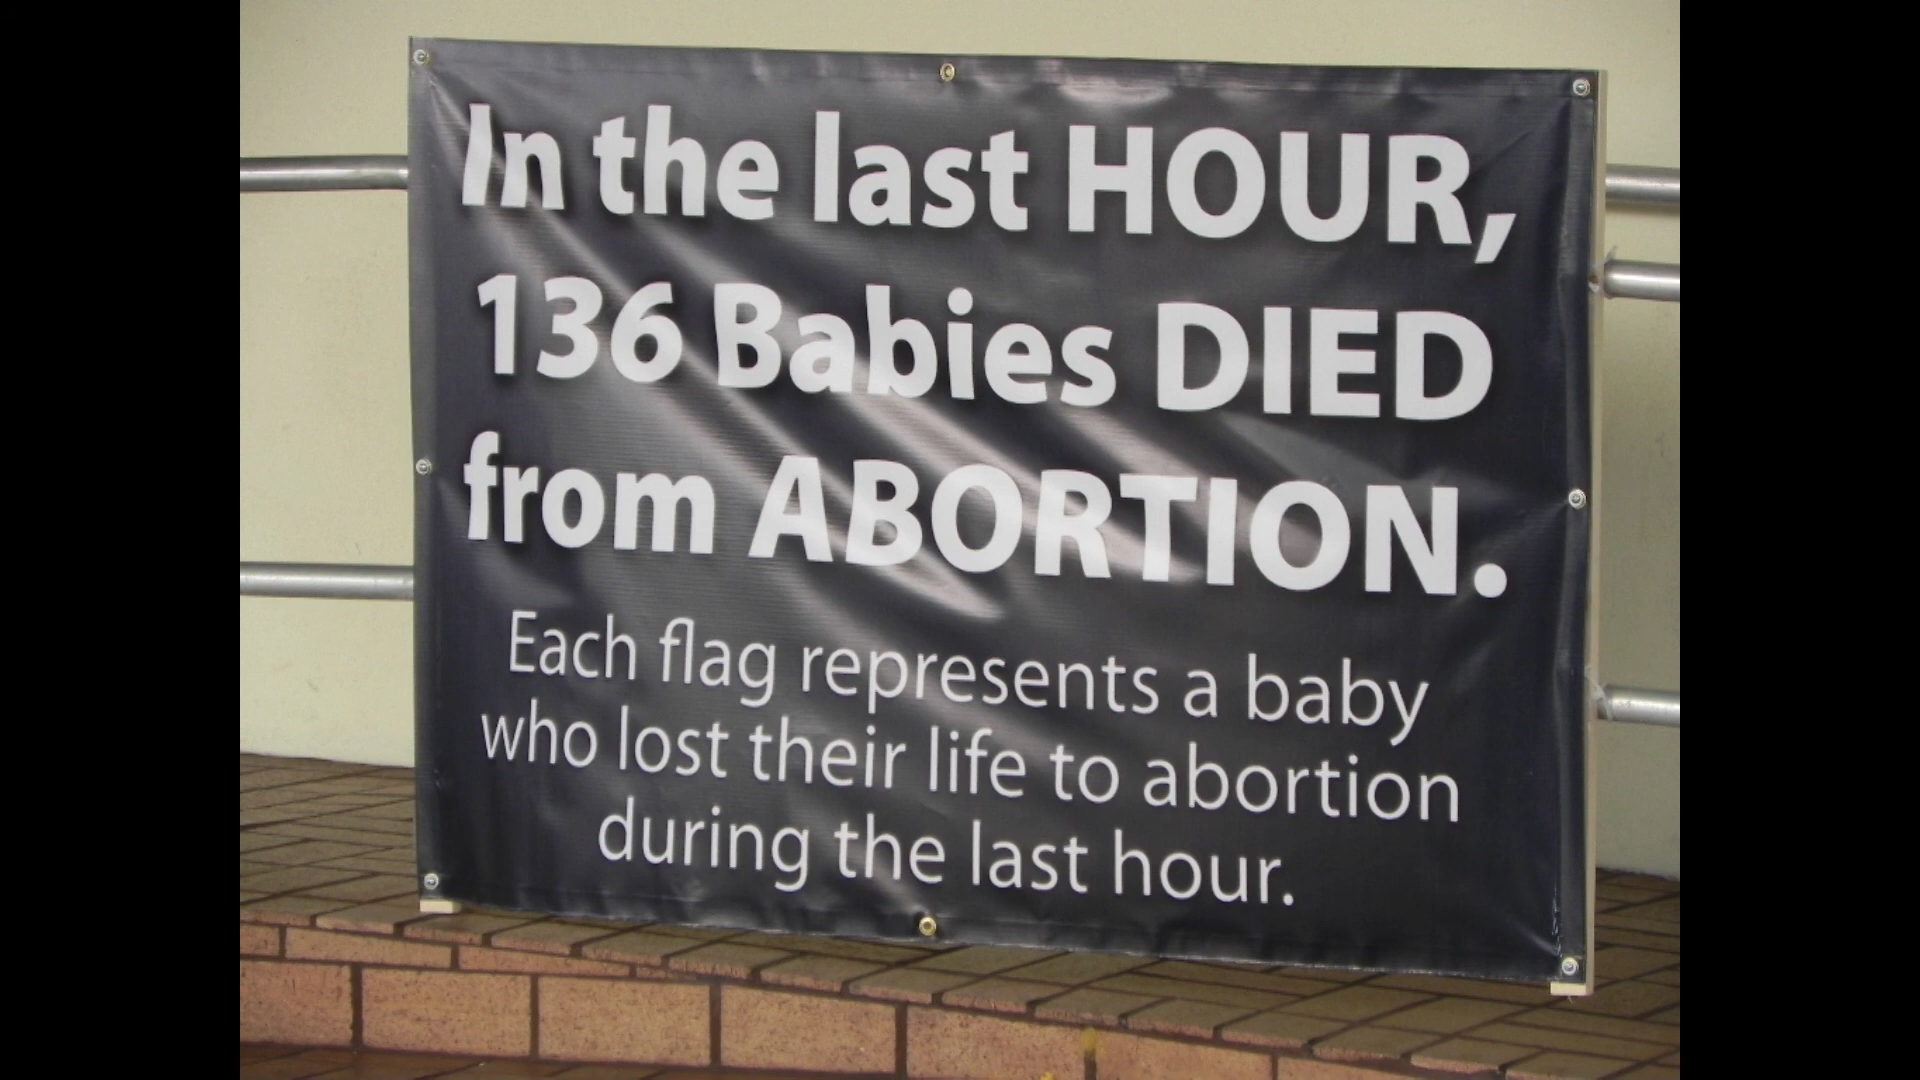 In the last HOUR,
136 Babies DIED
from ABORTION.
Each flag represents a baby
who lost their life to abortion
during the last hour.